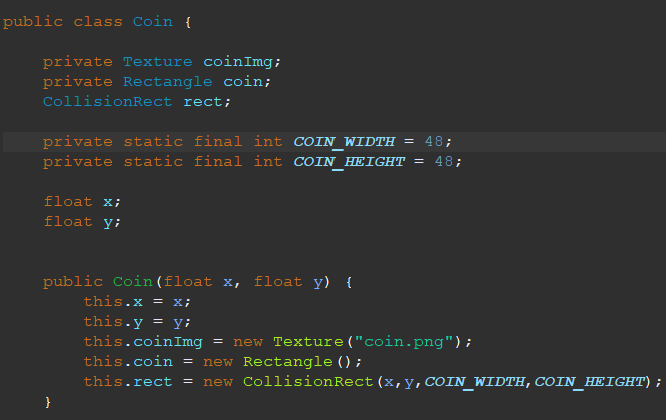 public class Coin {
private Texture coinImg;
private Rectangle coin;
CollisionRect rect;
private static final int COIN_WIDTH = 48;
private static final int COIN_HEIGHT = 48;
float x;
float y;
public Coin(float x, float y) {
this.x = x;
this.y = y;
this.coinImg = new Texture("coin.png");
this.coin = new Rectangle();
this.rect = new CollisionRect(x,y,COIN_WIDTH,COIN_HEIGHT);
}